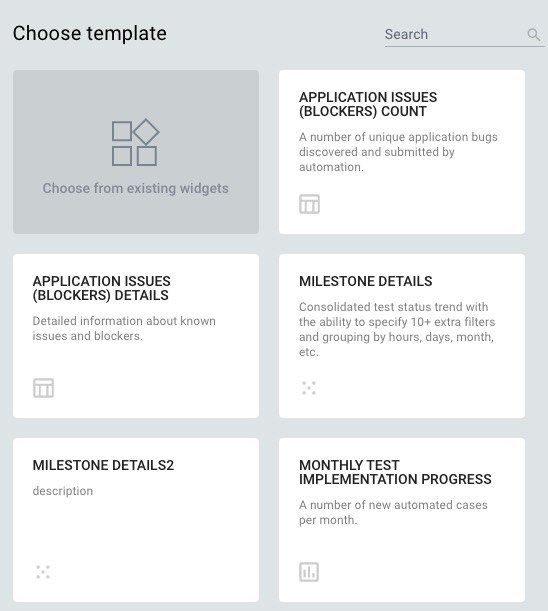 Choose template
Search
Choose from existing widgets
APPLICATION ISSUES
(BLOCKERS) COUNT
A number of unique application bugs
discovered and submitted by
automation.
APPLICATION ISSUES
(BLOCKERS) DETAILS
Detailed information about known
issues and blockers.
MILESTONE DETAILS
Consolidated test status trend with
the ability to specify 10+ extra filters
and grouping by hours, days, month,
etc.
MILESTONE DETAILS2
description
MONTHLY TEST
IMPLEMENTATION PROGRESS
A number of new automated cases
per month.